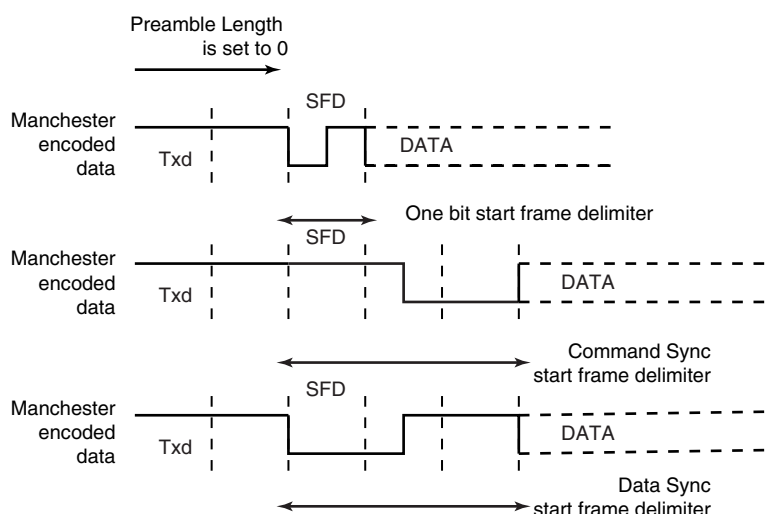 Preamble Length
is set to 0
SFD
Manchester
encoded
data
Txd
DATA
One bit start frame delimiter
SFD
Manchester
encoded
data
Txd
DATA
Command Sync
start frame delimiter
SFD
Manchester
encoded
data
Txd
DATA
Data Sync
start frame delimiter